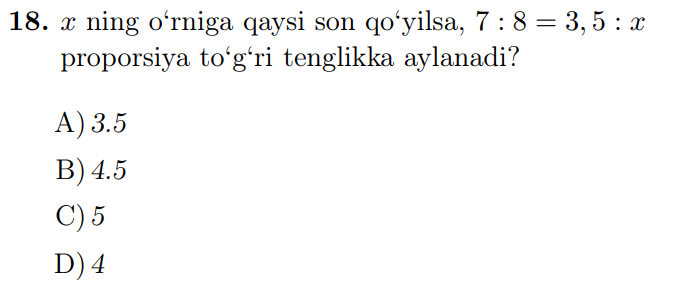 18. x ning o‘rniga qaysi son qo‘yilsa, 7 : 8 = 3, 5 : x
proporsiya to‘g‘ri tenglikka aylanadi?
A) 3.5
B) 4.5
C) 5
D) 4